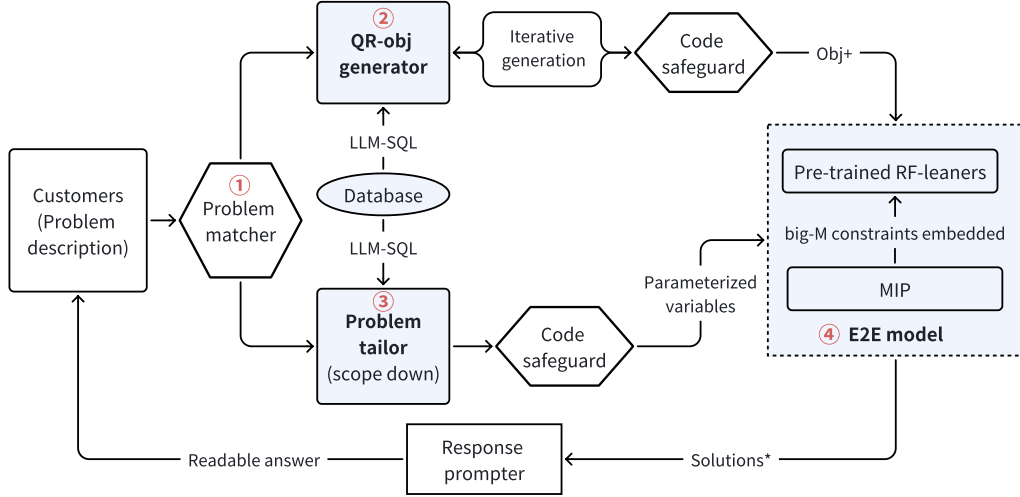 ②
QR-obj
generator
Iterative
generation
Code
safeguard
Obj+
LLM-SQL
Customers
(Problem
description)
①
Problem
matcher
Database
LLM-SQL
Pre-trained RF-leaners
big-M constraints embedded
MIP
④ E2E model
③
Problem
tailor
(scope down)
Code
safeguard
Parameterized
variables
Response
prompter
Readable answer
Solutions*